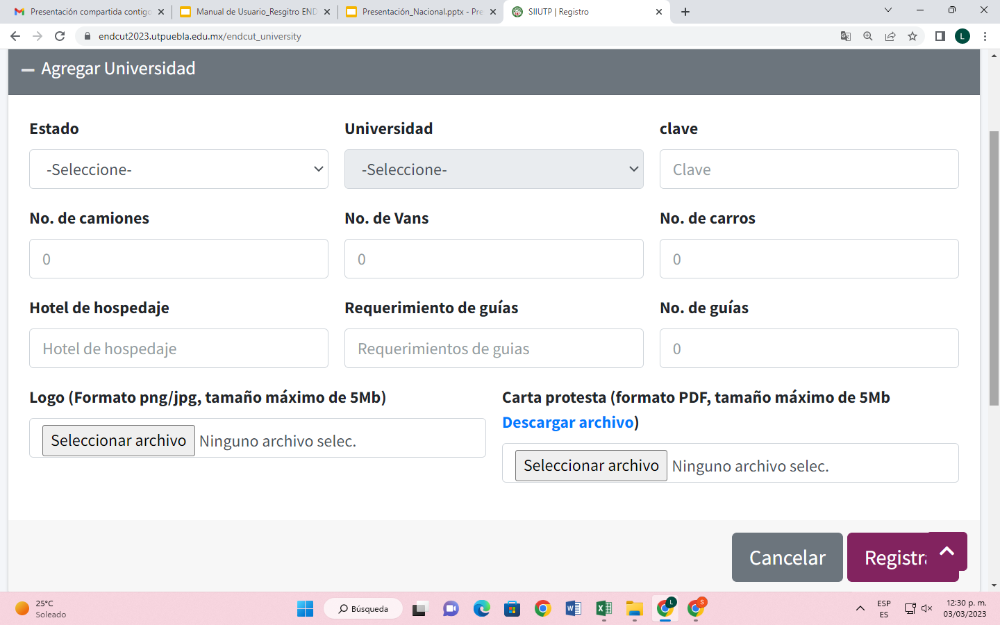 Presentación compartida contigo
Manual de Usuario_Resgitro END
Presentación_Nacional.pptx - Pre
SIIUTP | Registro
endcut2023.utpuebla.edu.mx/endcut_university
L
Agregar Universidad
Estado
Universidad
clave
-Seleccione-
-Seleccione-
Clave
No. de camiones
No. de Vans
No. de carros
0
0
0
Hotel de hospedaje
Requerimiento de guías
No. de guías
Hotel de hospedaje
Requerimientos de guias
0
Logo (Formato png/jpg, tamaño máximo de 5Mb)
Carta protesta (formato PDF, tamaño máximo de 5Mb
Descargar archivo)
Seleccionar archivo Ninguno archivo selec.
Seleccionar archivo Ninguno archivo selec.
Cancelar
Registra
25°C
Soleado
Búsqueda
L
S
ESP
ES
12:30 p. m.
03/03/2023